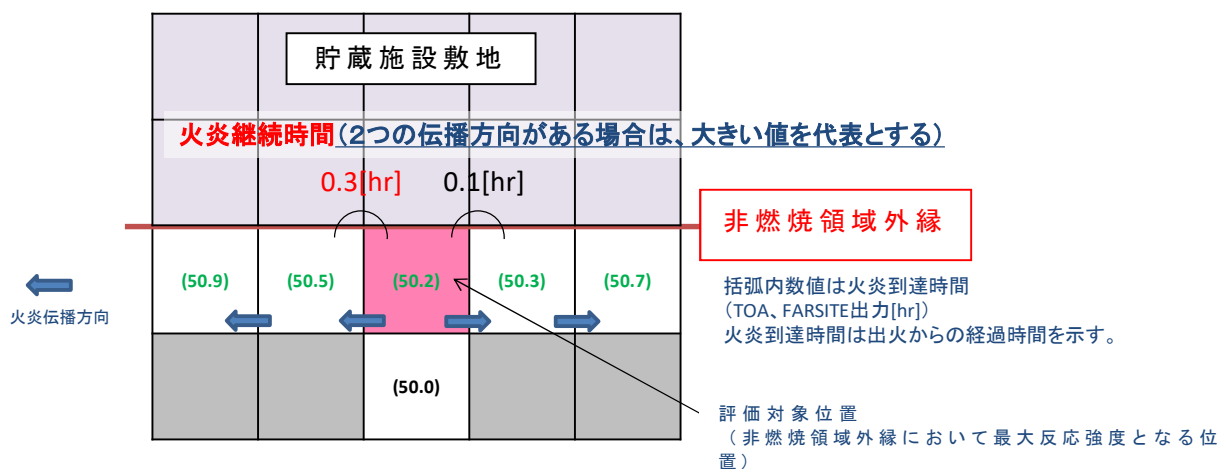 貯蔵施設敷地
火炎継続時間(2つの伝播方向がある場合は、大きい値を代表とする)
0.3[hr] 0.1[hr]
非燃焼領域外縁
(50.9) (50.5) (50.2) (50.3) (50.7)
火炎伝播方向
括弧内数値は火炎到達時間
(TOA、FARSITE出力[hr])
火炎到達時間は出火からの経過時間を示す。
(50.0)
評価対象位置
(非燃焼領域外縁において最大反応強度となる位
置)